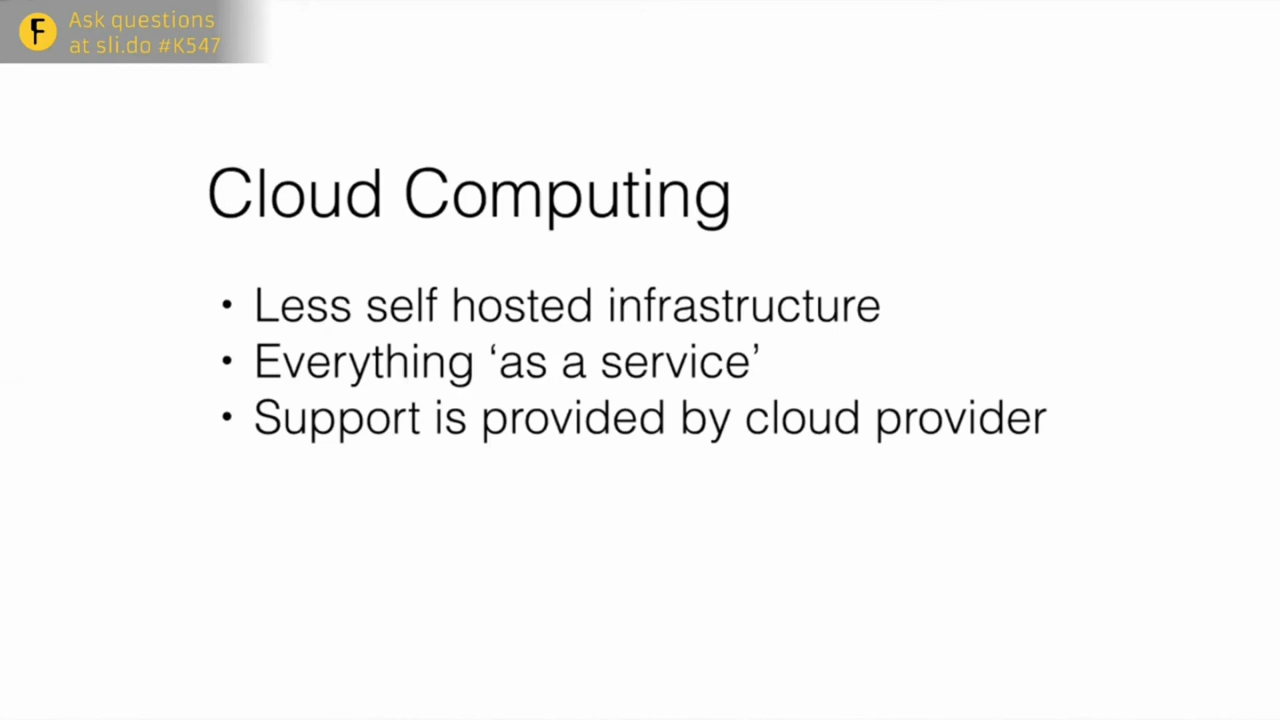 F
Ask questions
at sli.do #K547
Cloud Computing
• Less self hosted infrastructure
• Everything ‘as a service’
• Support is provided by cloud provider